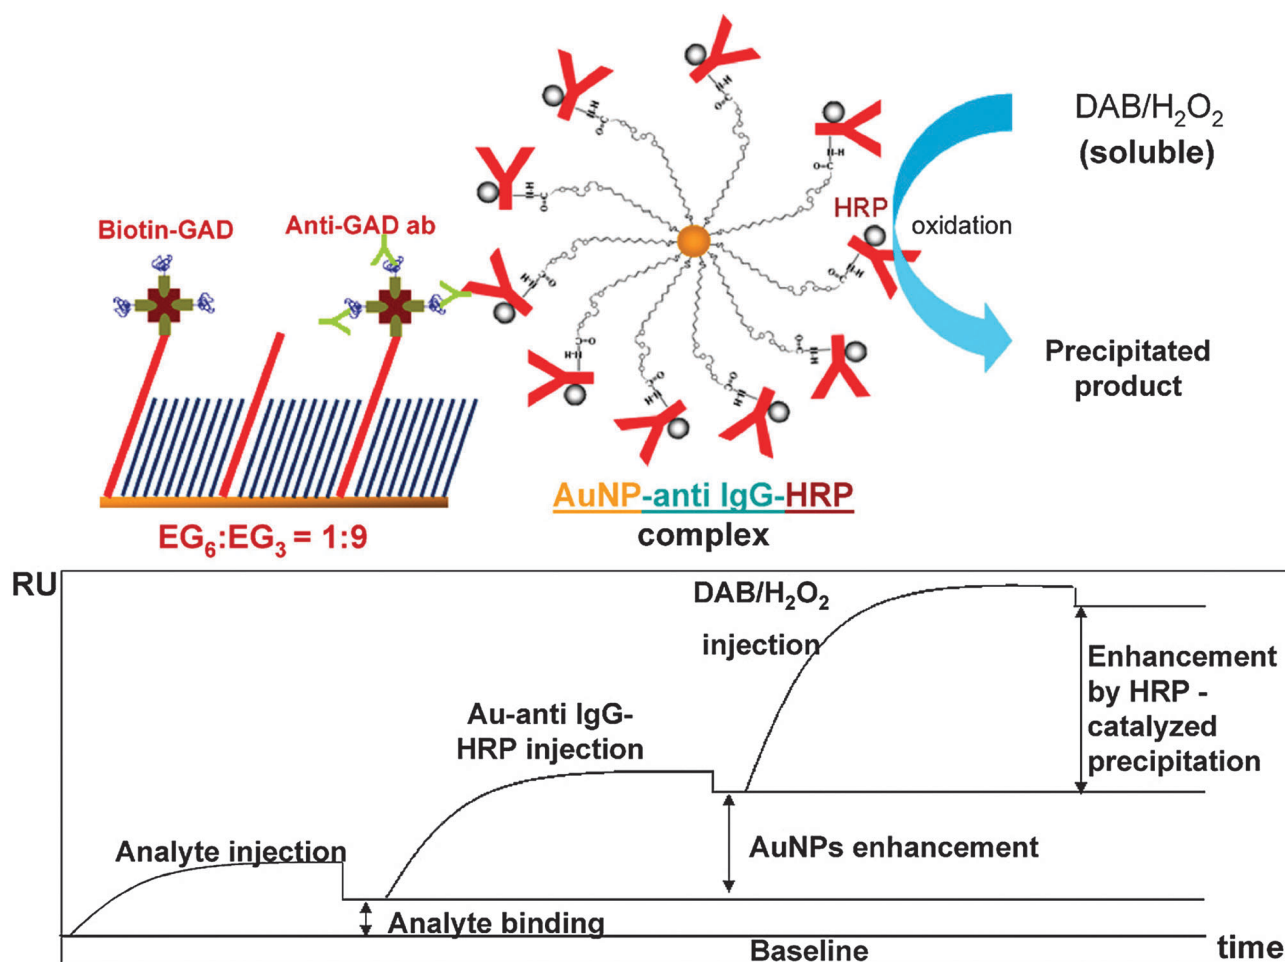 DAB/H₂O₂
(soluble)
HRP
oxidation
Biotin-GAD
Anti-GAD ab
Precipitated
product
AuNP-anti IgG-HRP
complex
EG₆:EG₃ = 1:9
RU
DAB/H₂O₂
injection
Enhancement
by HRP -
catalyzed
precipitation
Au-anti IgG-
HRP injection
Analyte injection
AuNPs enhancement
Analyte binding
Baseline
time